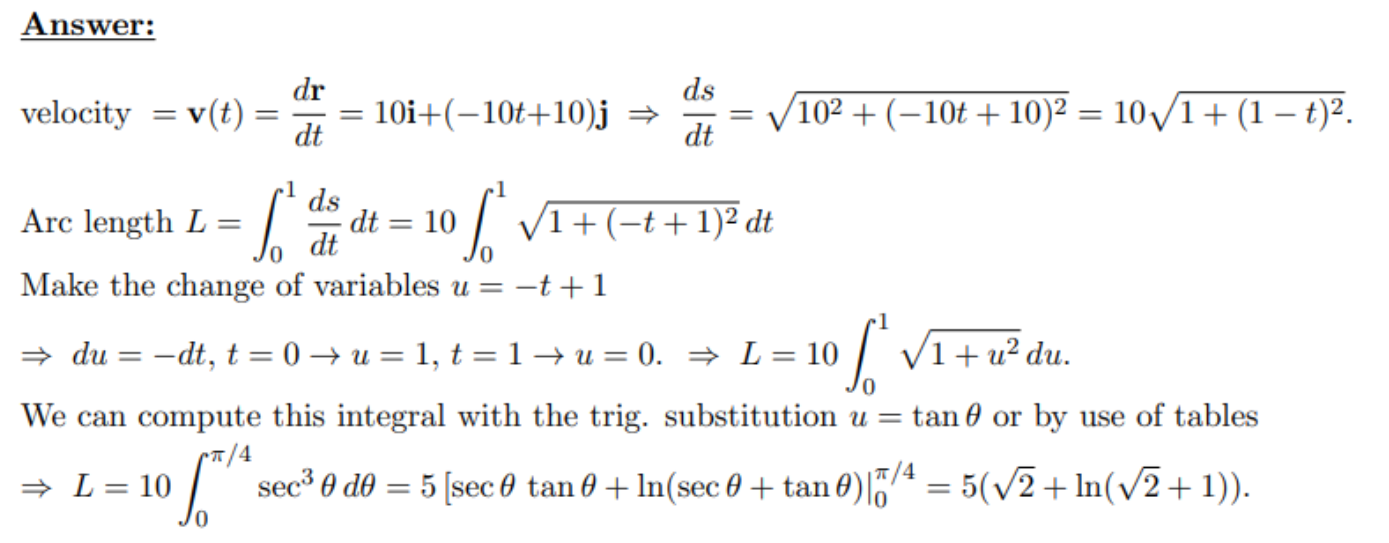 Answer:
velocity = v(t) = dr/dt = 10i+(−10t+10)j ⇒ ds/dt = √(10² + (−10t + 10)²) = 10√(1 + (1 − t)²).
Arc length L = ∫₀¹ ds/dt dt = 10 ∫₀¹ √(1 + (−t + 1)²) dt
Make the change of variables u = −t + 1
⇒ du = −dt, t = 0 → u = 1, t = 1 → u = 0. ⇒ L = 10 ∫₀¹ √(1 + u²) du.
We can compute this integral with the trig. substitution u = tan θ or by use of tables
⇒ L = 10 ∫₀^{π/4} sec³ θ dθ = 5 [sec θ tan θ + ln(sec θ + tan θ)|₀^{π/4} = 5(√2 + ln(√2 + 1)).